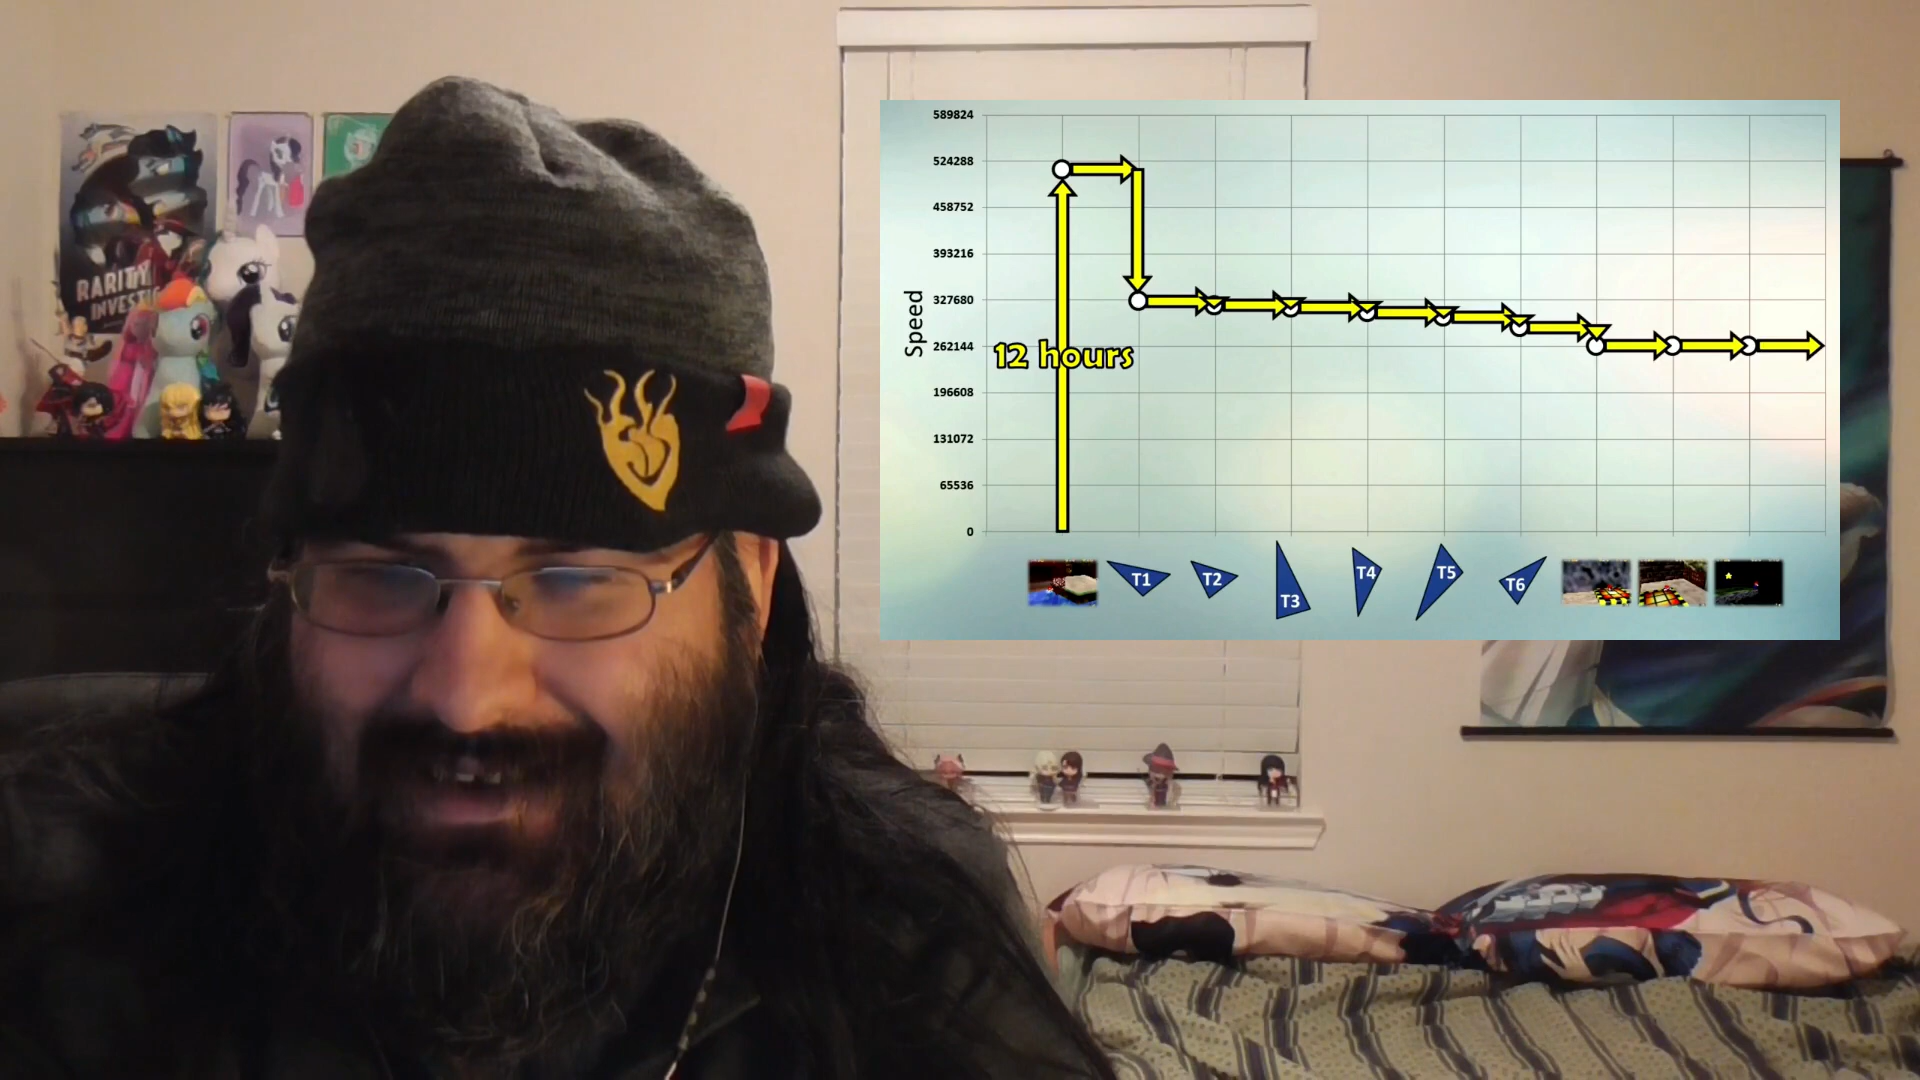 RARITY
INVESTI
589824
524288
458752
393216
327680
262144
196608
131072
65536
0
Speed
12 hours
T1
T2
T3
T4
T5
T6